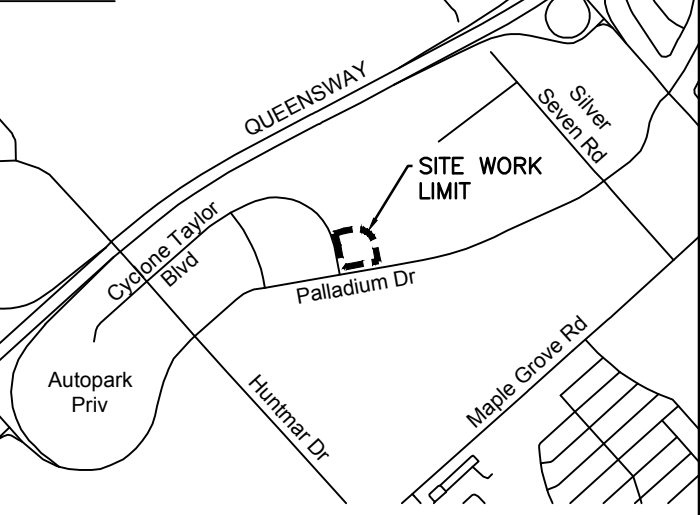 QUEENSWAY
Silver
Seven Rd
SITE WORK
LIMIT
Cyclone Taylor
Blvd
Palladium Dr
Autopark
Priv
Huntmar Dr
Maple Grove Rd